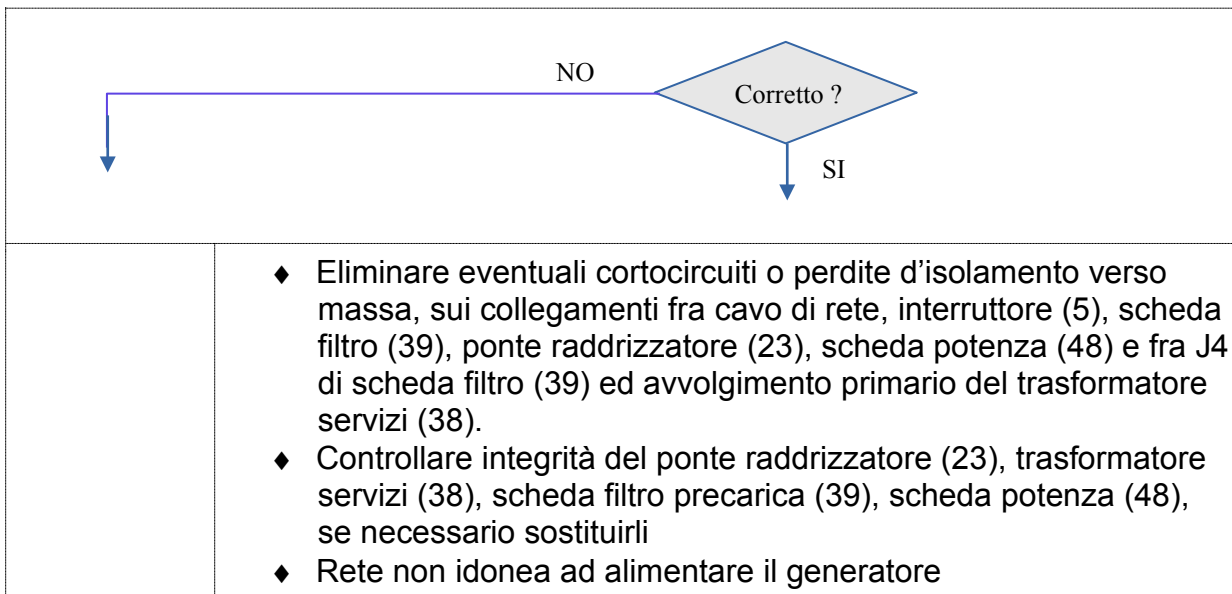 NO
Corretto ?
SI
♦ Eliminare eventuali cortocircuiti o perdite d’isolamento verso
massa, sui collegamenti fra cavo di rete, interruttore (5), scheda
filtro (39), ponte raddrizzatore (23), scheda potenza (48) e fra J4
di scheda filtro (39) ed avvolgimento primario del trasformatore
servizi (38).
♦ Controllare integrità del ponte raddrizzatore (23), trasformatore
servizi (38), scheda filtro precarica (39), scheda potenza (48),
se necessario sostituirli
♦ Rete non idonea ad alimentare il generatore